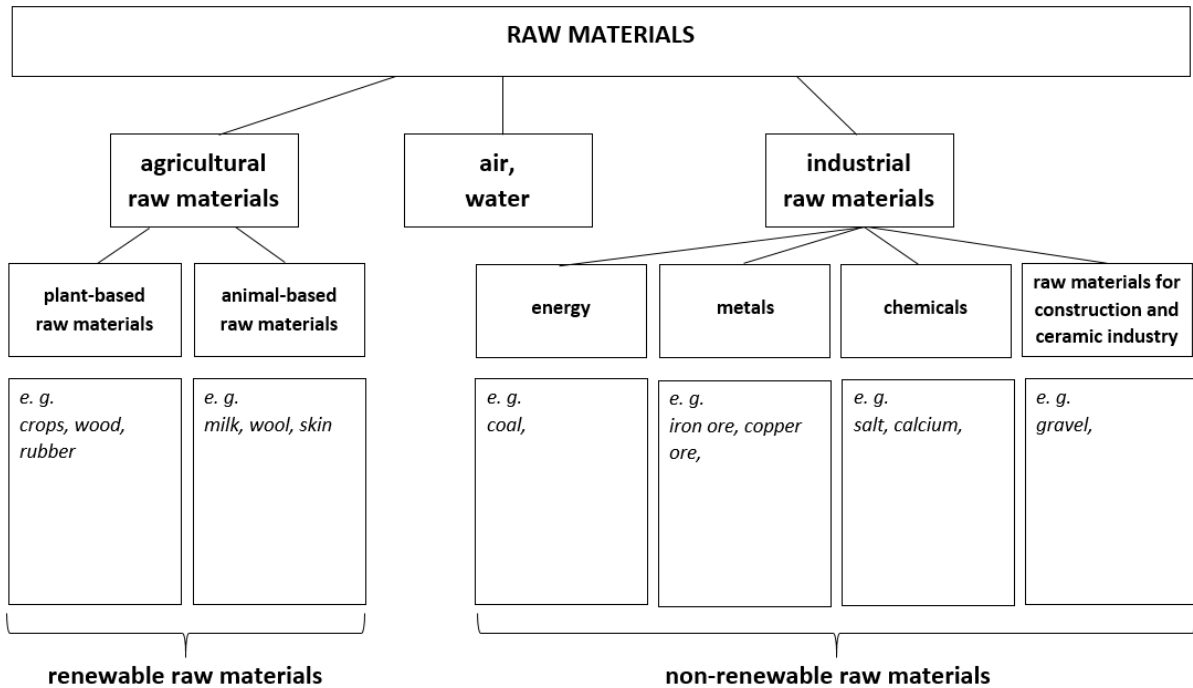 RAW MATERIALS
agricultural
raw materials
air,
water
industrial
raw materials
plant-based
raw materials
animal-based
raw materials
energy
metals
chemicals
raw materials for
construction and
ceramic industry
e. g.
crops, wood,
rubber
e. g.
milk, wool, skin
e. g.
coal,
e. g.
iron ore, copper
ore,
e. g.
salt, calcium,
e. g.
gravel,
renewable raw materials
non-renewable raw materials